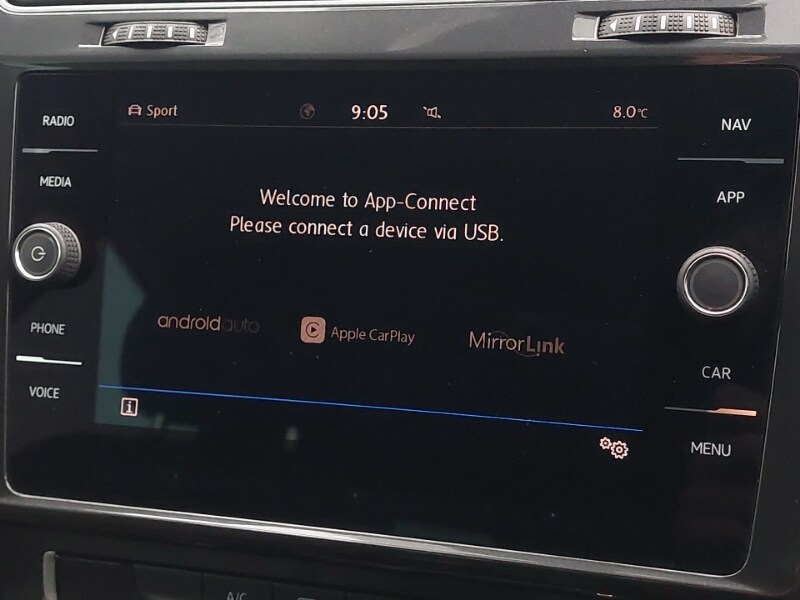 RADIO
Sport
9:05
8.0°C
NAV
MEDIA
Welcome to App-Connect
Please connect a device via USB.
APP
PHONE
androidauto
Apple CarPlay
MirrorLink
VOICE
i
CAR
MENU
A/C